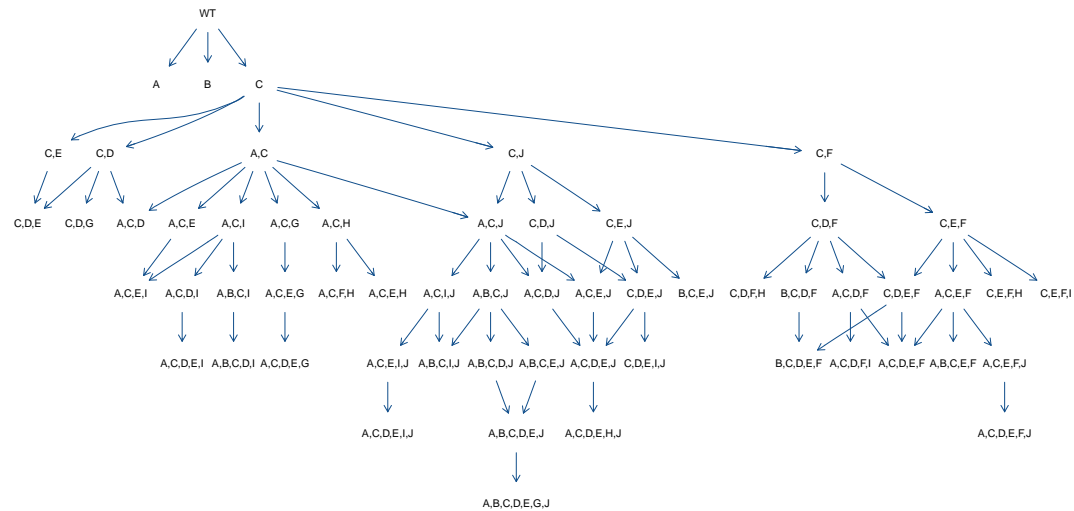 WT
A B C
C,E C,D A,C C,J C,F
C,D,E C,D,G A,C,D A,C,E A,C,I A,C,G A,C,H A,C,J C,D,J C,E,J C,D,F C,E,F
A,C,E,I A,C,D,I A,B,C,I A,C,E,G A,C,F,H A,C,E,H A,C,I,J A,B,C,J A,C,D,J A,C,E,J C,D,E,J B,C,E,J C,D,F,H B,C,D,F A,C,D,F C,D,E,F A,C,E,F C,E,F,H C,E,F,I
A,C,D,E,I A,B,C,D,I A,C,D,E,G A,C,E,I,J A,B,C,I,J A,B,C,D,J A,B,C,E,J A,C,D,E,J C,D,E,I,J B,C,D,E,F A,C,D,F,I A,C,D,E,F A,B,C,E,F A,C,E,F,J
A,C,D,E,I,J A,B,C,D,E,J A,C,D,E,H,J A,C,D,E,F,J
A,B,C,D,E,G,J